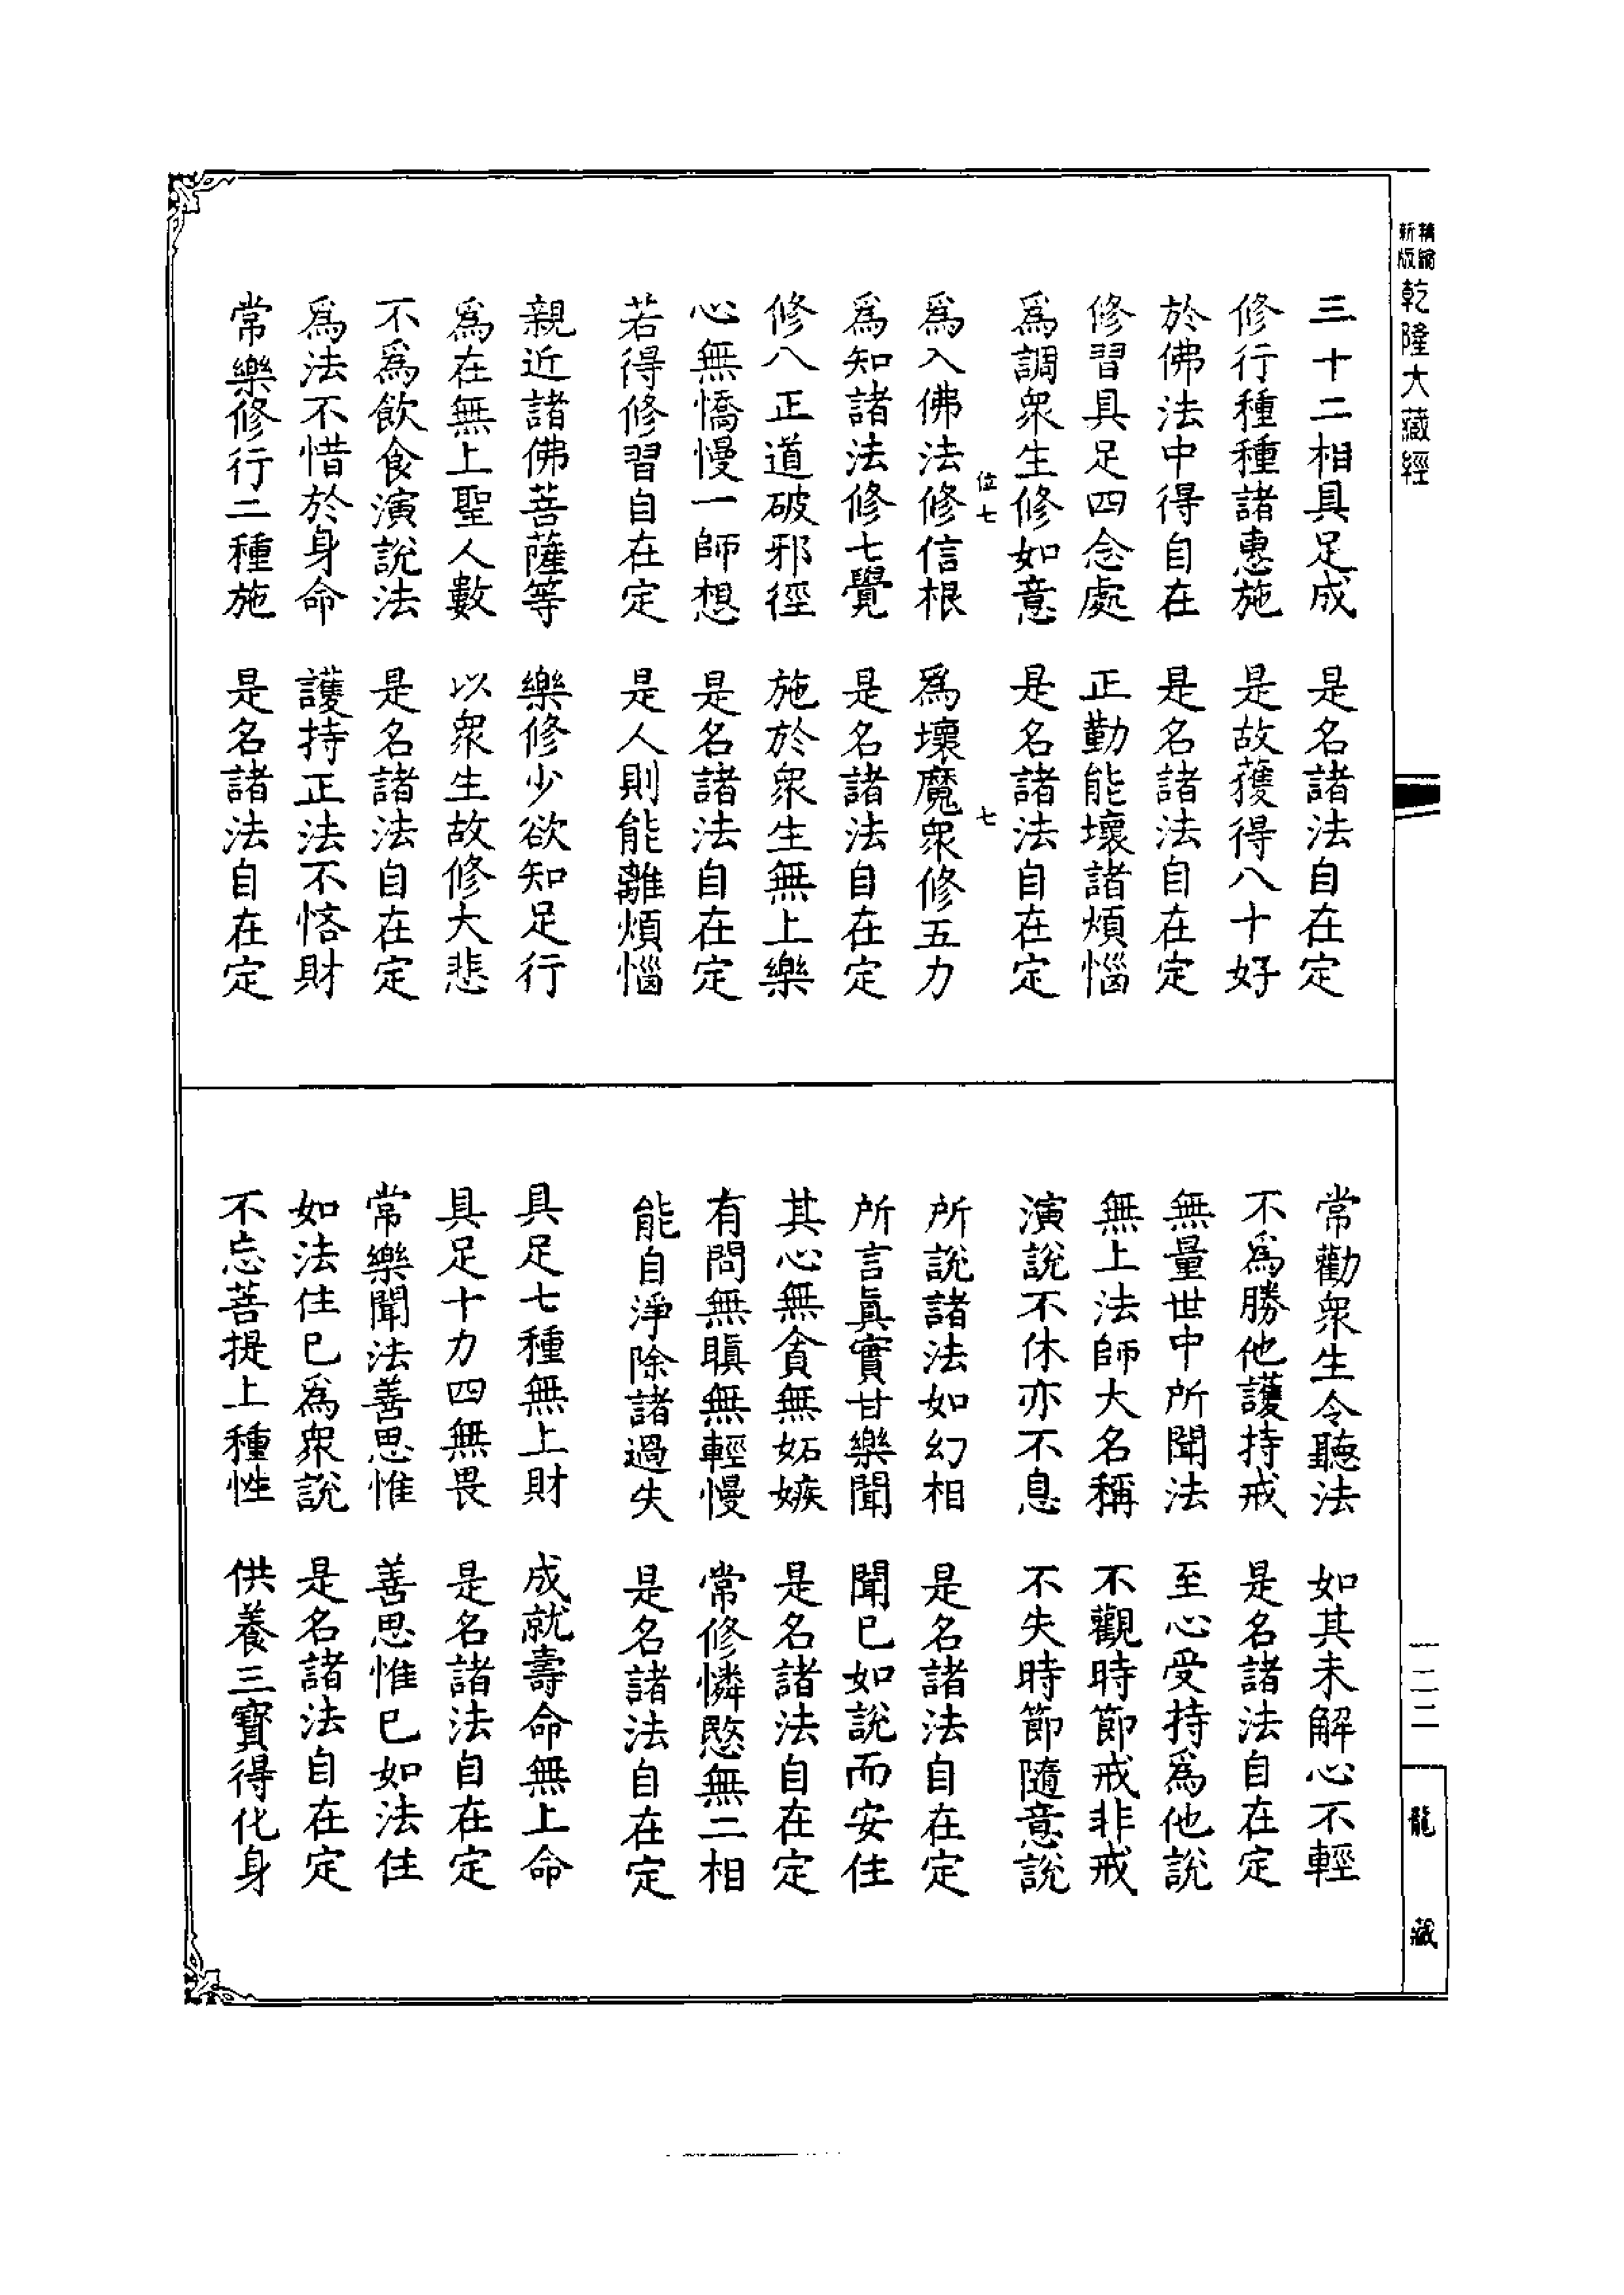 精縮新版乾隆大藏經
三十二相具足成　是名諸法自在定
修行種種諸惠施　是故獲得八十好
於佛法中得自在　是名諸法自在定
修習具足四念處　正勤能壞諸煩惱
爲調衆生修如意　是名諸法自在定
位七　七
爲入佛法修信根　爲壞魔衆修五力
爲知諸法修七覺　是名諸法自在定
修八正道破邪徑　施於衆生無上樂
心無憍慢一師想　是名諸法自在定
若得修習自在定　是人則能離煩惱
親近諸佛菩薩等　樂修少欲知足行
爲在無上聖人數　以衆生故修大悲
不爲飲食演說法　是名諸法自在定
爲法不惜於身命　護持正法不悋財
常樂修行二種施　是名諸法自在定
常勸衆生令聽法　如其未解心不輕
不爲勝他護持戒　是名諸法自在定
無量世中所聞法　至心受持爲他說
無上法師大名稱　不觀時節戒非戒
演說不休亦不息　不失時節隨意說
所說諸法如幻相　是名諸法自在定
所言眞實甘樂聞　聞已如說而安住
其心無貪無妬嫉　是名諸法自在定
有問無瞋無輕慢　常修憐愍無二相
能自淨除諸過失　是名諸法自在定
具足七種無上財　成就壽命無上命
具足十力四無畏　是名諸法自在定
常樂聞法善思惟　善思惟已如法住
如法住已爲衆說　是名諸法自在定
不忘菩提上種性　供養三寶得化身
一二二
龍藏